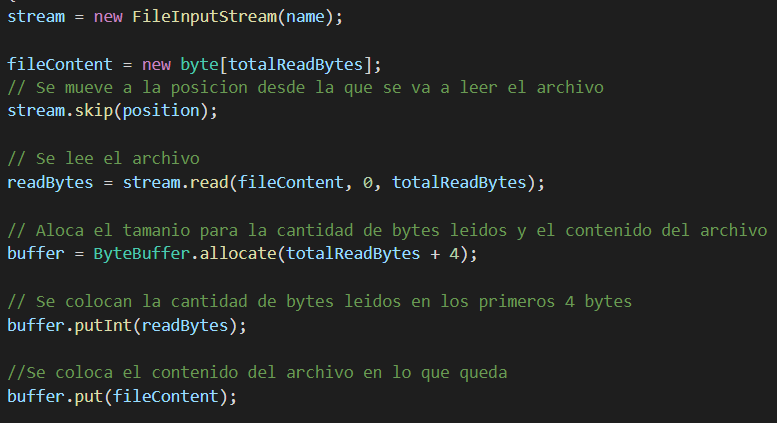 stream = new FileInputStream(name);
fileContent = new byte[totalReadBytes];
// Se mueve a la posicion desde la que se va a leer el archivo
stream.skip(position);
// Se lee el archivo
readBytes = stream.read(fileContent, 0, totalReadBytes);
// Aloca el tamanio para la cantidad de bytes leidos y el contenido del archivo
buffer = ByteBuffer.allocate(totalReadBytes + 4);
// Se colocan la cantidad de bytes leidos en los primeros 4 bytes
buffer.putInt(readBytes);
//Se coloca el contenido del archivo en lo que queda
buffer.put(fileContent);